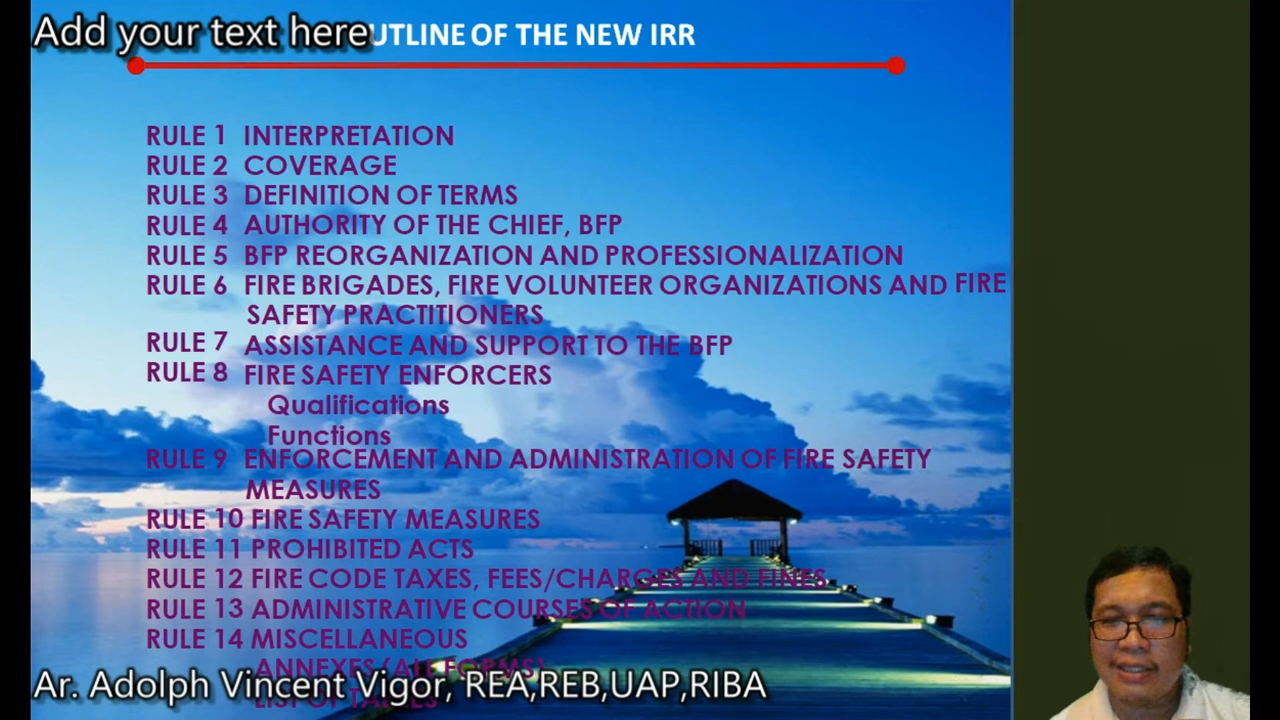 Add your text here
UTLINE OF THE NEW IRR
RULE 1 INTERPRETATION
RULE 2 COVERAGE
RULE 3 DEFINITION OF TERMS
RULE 4 AUTHORITY OF THE CHIEF, BFP
RULE 5 BFP REORGANIZATION AND PROFESSIONALIZATION
RULE 6 FIRE BRIGADES, FIRE VOLUNTEER ORGANIZATIONS AND FIRE
SAFETY PRACTITIONERS
RULE 7 ASSISTANCE AND SUPPORT TO THE BFP
RULE 8 FIRE SAFETY ENFORCERS
Qualifications
Functions
RULE 9 ENFORCEMENT AND ADMINISTRATION OF FIRE SAFETY
MEASURES
RULE 10 FIRE SAFETY MEASURES
RULE 11 PROHIBITED ACTS
RULE 12 FIRE CODE TAXES, FEES/CHARGES AND FINES
RULE 13 ADMINISTRATIVE COURSES OF ACTION
RULE 14 MISCELLANEOUS
ANNEXES (ALL FORMS)
Ar. Adolph Vincent Vigor, REA,REB,UAP,RIBA
LIST OF TABLES